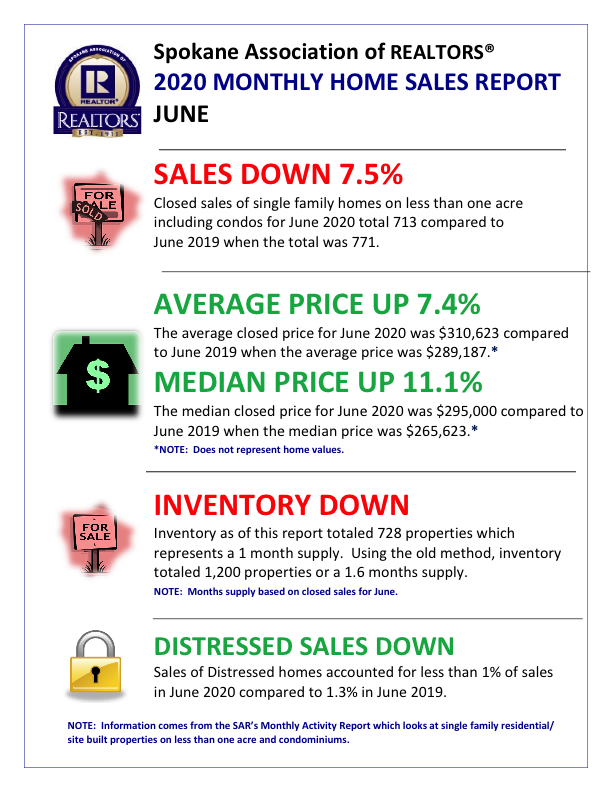 SPOKANE ASSOCIATION OF
R
REALTOR®
REALTORS®
EST. 1911
Spokane Association of REALTORS®
2020 MONTHLY HOME SALES REPORT
JUNE
FOR
SALE
SOLD
SALES DOWN 7.5%
Closed sales of single family homes on less than one acre
including condos for June 2020 total 713 compared to
June 2019 when the total was 771.
$
AVERAGE PRICE UP 7.4%
The average closed price for June 2020 was $310,623 compared
to June 2019 when the average price was $289,187.*
MEDIAN PRICE UP 11.1%
The median closed price for June 2020 was $295,000 compared to
June 2019 when the median price was $265,623.*
*NOTE: Does not represent home values.
FOR
SALE
INVENTORY DOWN
Inventory as of this report totaled 728 properties which
represents a 1 month supply. Using the old method, inventory
totaled 1,200 properties or a 1.6 months supply.
NOTE: Months supply based on closed sales for June.
DISTRESSED SALES DOWN
Sales of Distressed homes accounted for less than 1% of sales
in June 2020 compared to 1.3% in June 2019.
NOTE: Information comes from the SAR's Monthly Activity Report which looks at single family residential/
site built properties on less than one acre and condominiums.